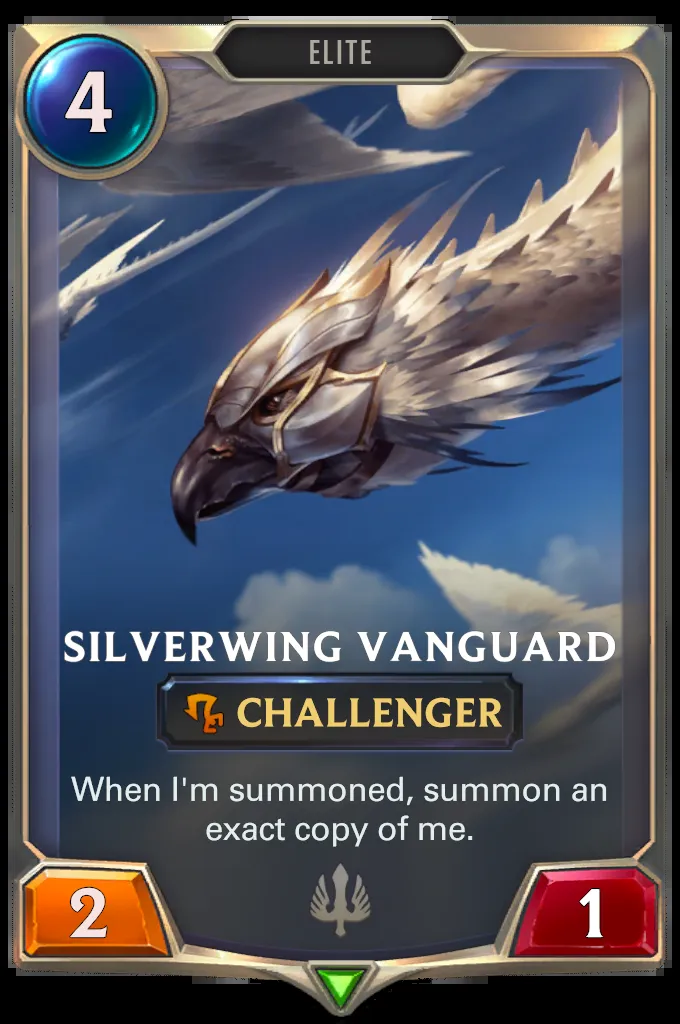 4
ELITE
SILVERWING VANGUARD
CHALLENGER
When I'm summoned, summon an
exact copy of me.
2
1